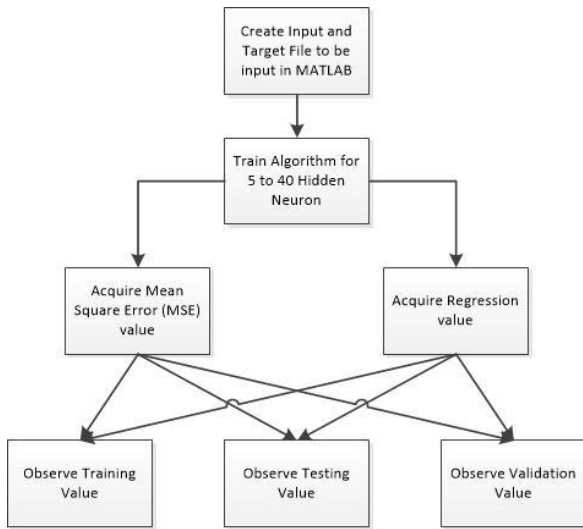 Create Input and
Target File to be
input in MATLAB
Train Algorithm for
5 to 40 Hidden
Neuron
Acquire Mean
Square Error (MSE)
value
Acquire Regression
value
Observe Training
Value
Observe Testing
Value
Observe Validation
Value